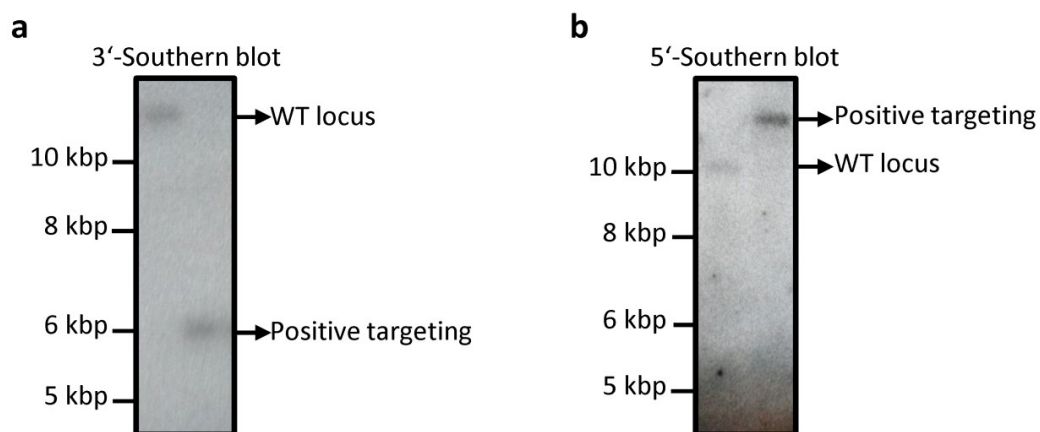 a
3‘-Southern blot
WT locus
10 kbp
8 kbp
6 kbp
Positive targeting
5 kbp
b
5‘-Southern blot
Positive targeting
10 kbp
WT locus
8 kbp
6 kbp
5 kbp